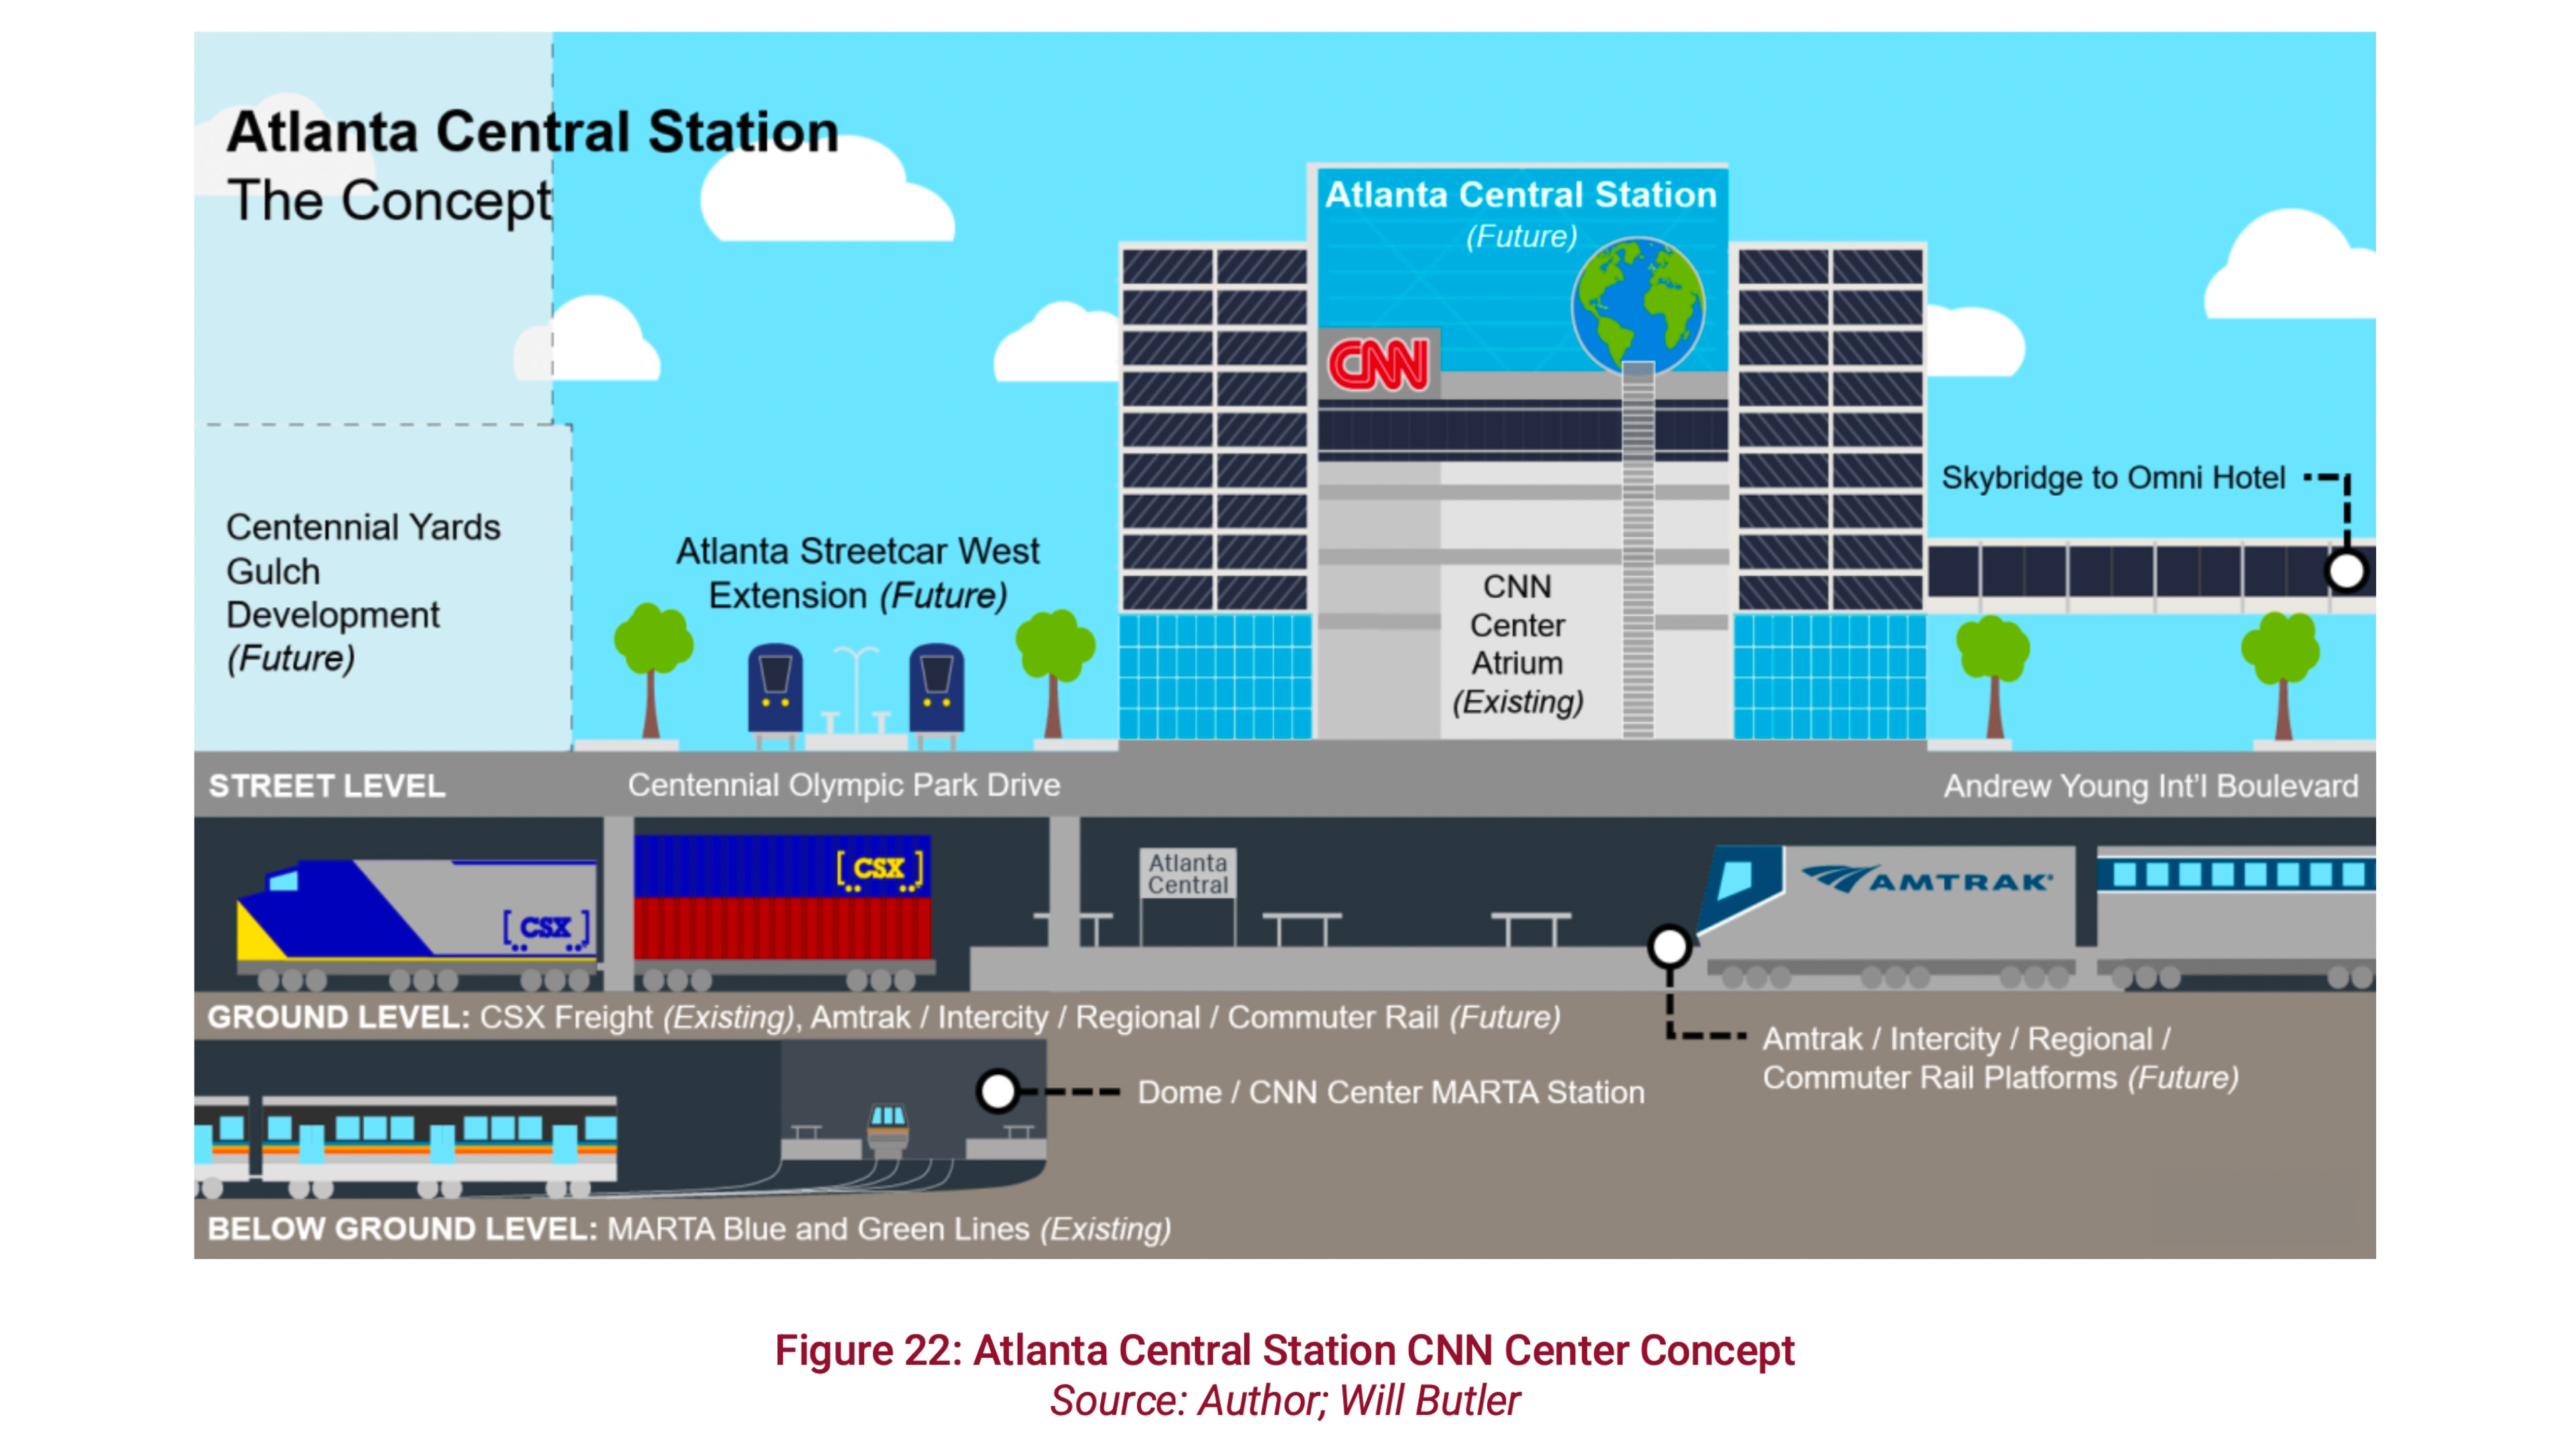 Atlanta Central Station
The Concept
Atlanta Central Station
(Future)
CNN
Skybridge to Omni Hotel
Centennial Yards
Gulch
Development
(Future)
Atlanta Streetcar West
Extension (Future)
CNN
Center
Atrium
(Existing)
STREET LEVEL
Centennial Olympic Park Drive
Andrew Young Int'l Boulevard
CSX
CSX
Atlanta
Central
AMTRAK
GROUND LEVEL: CSX Freight (Existing), Amtrak / Intercity / Regional / Commuter Rail (Future)
Amtrak / Intercity / Regional /
Commuter Rail Platforms (Future)
Dome / CNN Center MARTA Station
BELOW GROUND LEVEL: MARTA Blue and Green Lines (Existing)
Figure 22: Atlanta Central Station CNN Center Concept
Source: Author; Will Butler